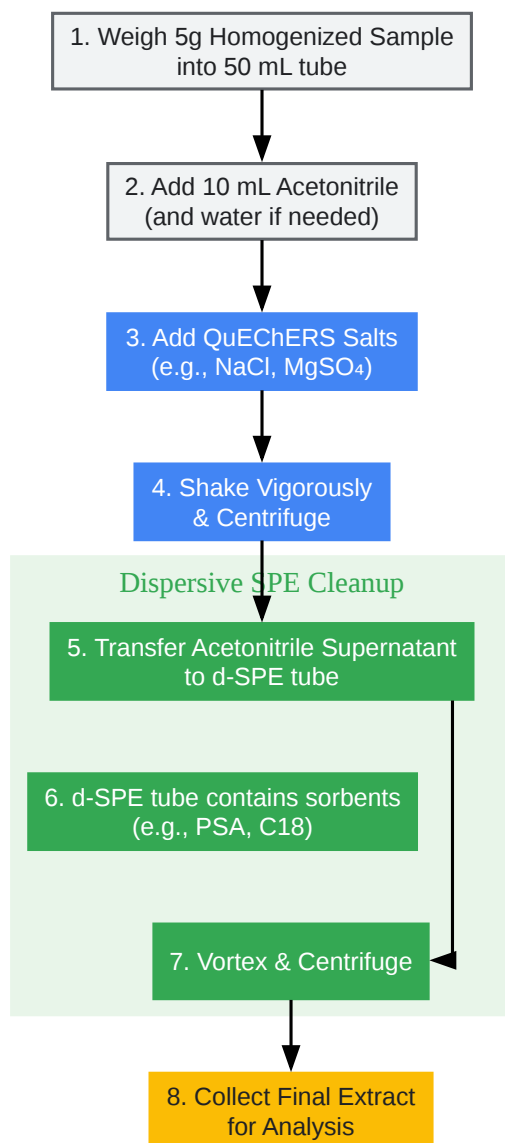 1. Weigh 5g Homogenized Sample
into 50 mL tube
2. Add 10 mL Acetonitrile
(and water if needed)
3. Add QuEChERS Salts
(e.g., NaCl, MgSO₄)
4. Shake Vigorously
& Centrifuge
Dispersive SPE Cleanup
5. Transfer Acetonitrile Supernatant
to d-SPE tube
6. d-SPE tube contains sorbents
(e.g., PSA, C18)
7. Vortex & Centrifuge
8. Collect Final Extract
for Analysis